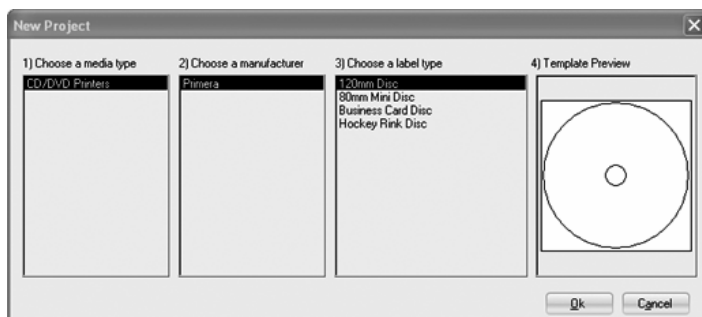 New Project
1) Choose a media type
2) Choose a manufacturer
3) Choose a label type
4) Template Preview
CD/DVD Printers
Primera
120mm Disc
80mm Mini Disc
Business Card Disc
Hockey Rink Disc
Ok
Cancel